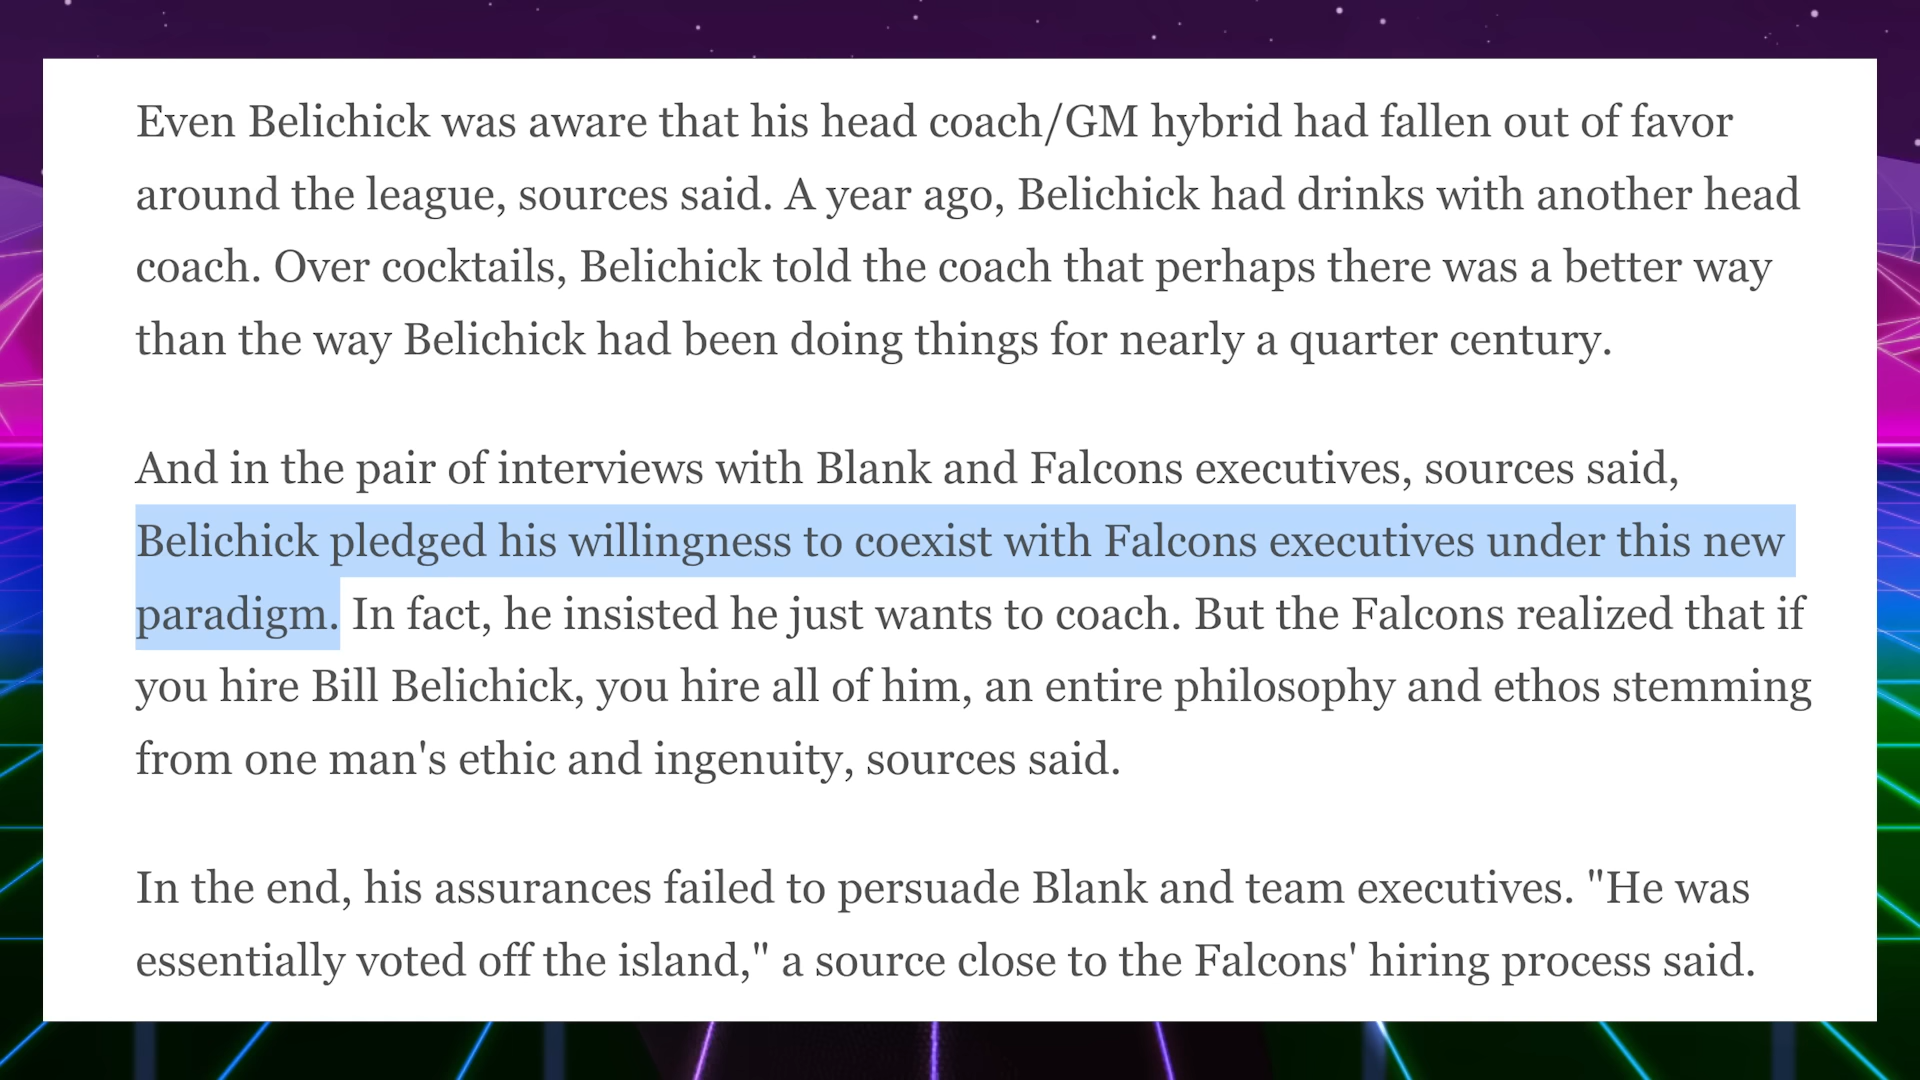 Even Belichick was aware that his head coach/GM hybrid had fallen out of favor
around the league, sources said. A year ago, Belichick had drinks with another head
coach. Over cocktails, Belichick told the coach that perhaps there was a better way
than the way Belichick had been doing things for nearly a quarter century.
And in the pair of interviews with Blank and Falcons executives, sources said,
Belichick pledged his willingness to coexist with Falcons executives under this new
paradigm. In fact, he insisted he just wants to coach. But the Falcons realized that if
you hire Bill Belichick, you hire all of him, an entire philosophy and ethos stemming
from one man's ethic and ingenuity, sources said.
In the end, his assurances failed to persuade Blank and team executives. "He was
essentially voted off the island," a source close to the Falcons' hiring process said.